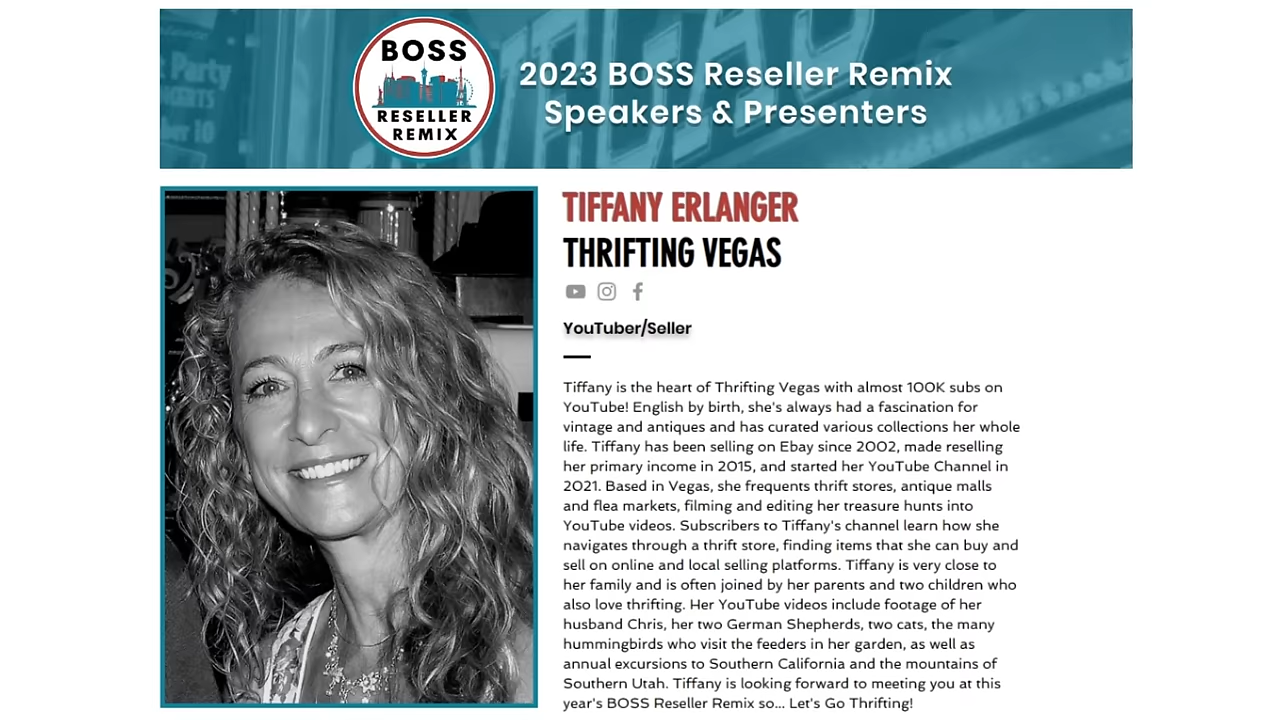 BOSS
RESELLER
REMIX
2023 BOSS Reseller Remix
Speakers & Presenters
TIFFANY ERLANGER
THRIFTING VEGAS
YouTuber/Seller
Tiffany is the heart of Thrifting Vegas with almost 100K subs on
YouTube! English by birth, she's always had a fascination for
vintage and antiques and has curated various collections her whole
life. Tiffany has been selling on Ebay since 2002, made reselling
her primary income in 2015, and started her YouTube Channel in
2021. Based in Vegas, she frequents thrift stores, antique malls
and flea markets, filming and editing her treasure hunts into
YouTube videos. Subscribers to Tiffany's channel learn how she
navigates through a thrift store, finding items that she can buy and
sell on online and local selling platforms. Tiffany is very close to
her family and is often joined by her parents and two children who
also love thrifting. Her YouTube videos include footage of her
husband Chris, her two German Shepherds, two cats, the many
hummingbirds who visit the feeders in her garden, as well as
annual excursions to Southern California and the mountains of
Southern Utah. Tiffany is looking forward to meeting you at this
year's BOSS Reseller Remix so... Let's Go Thrifting!